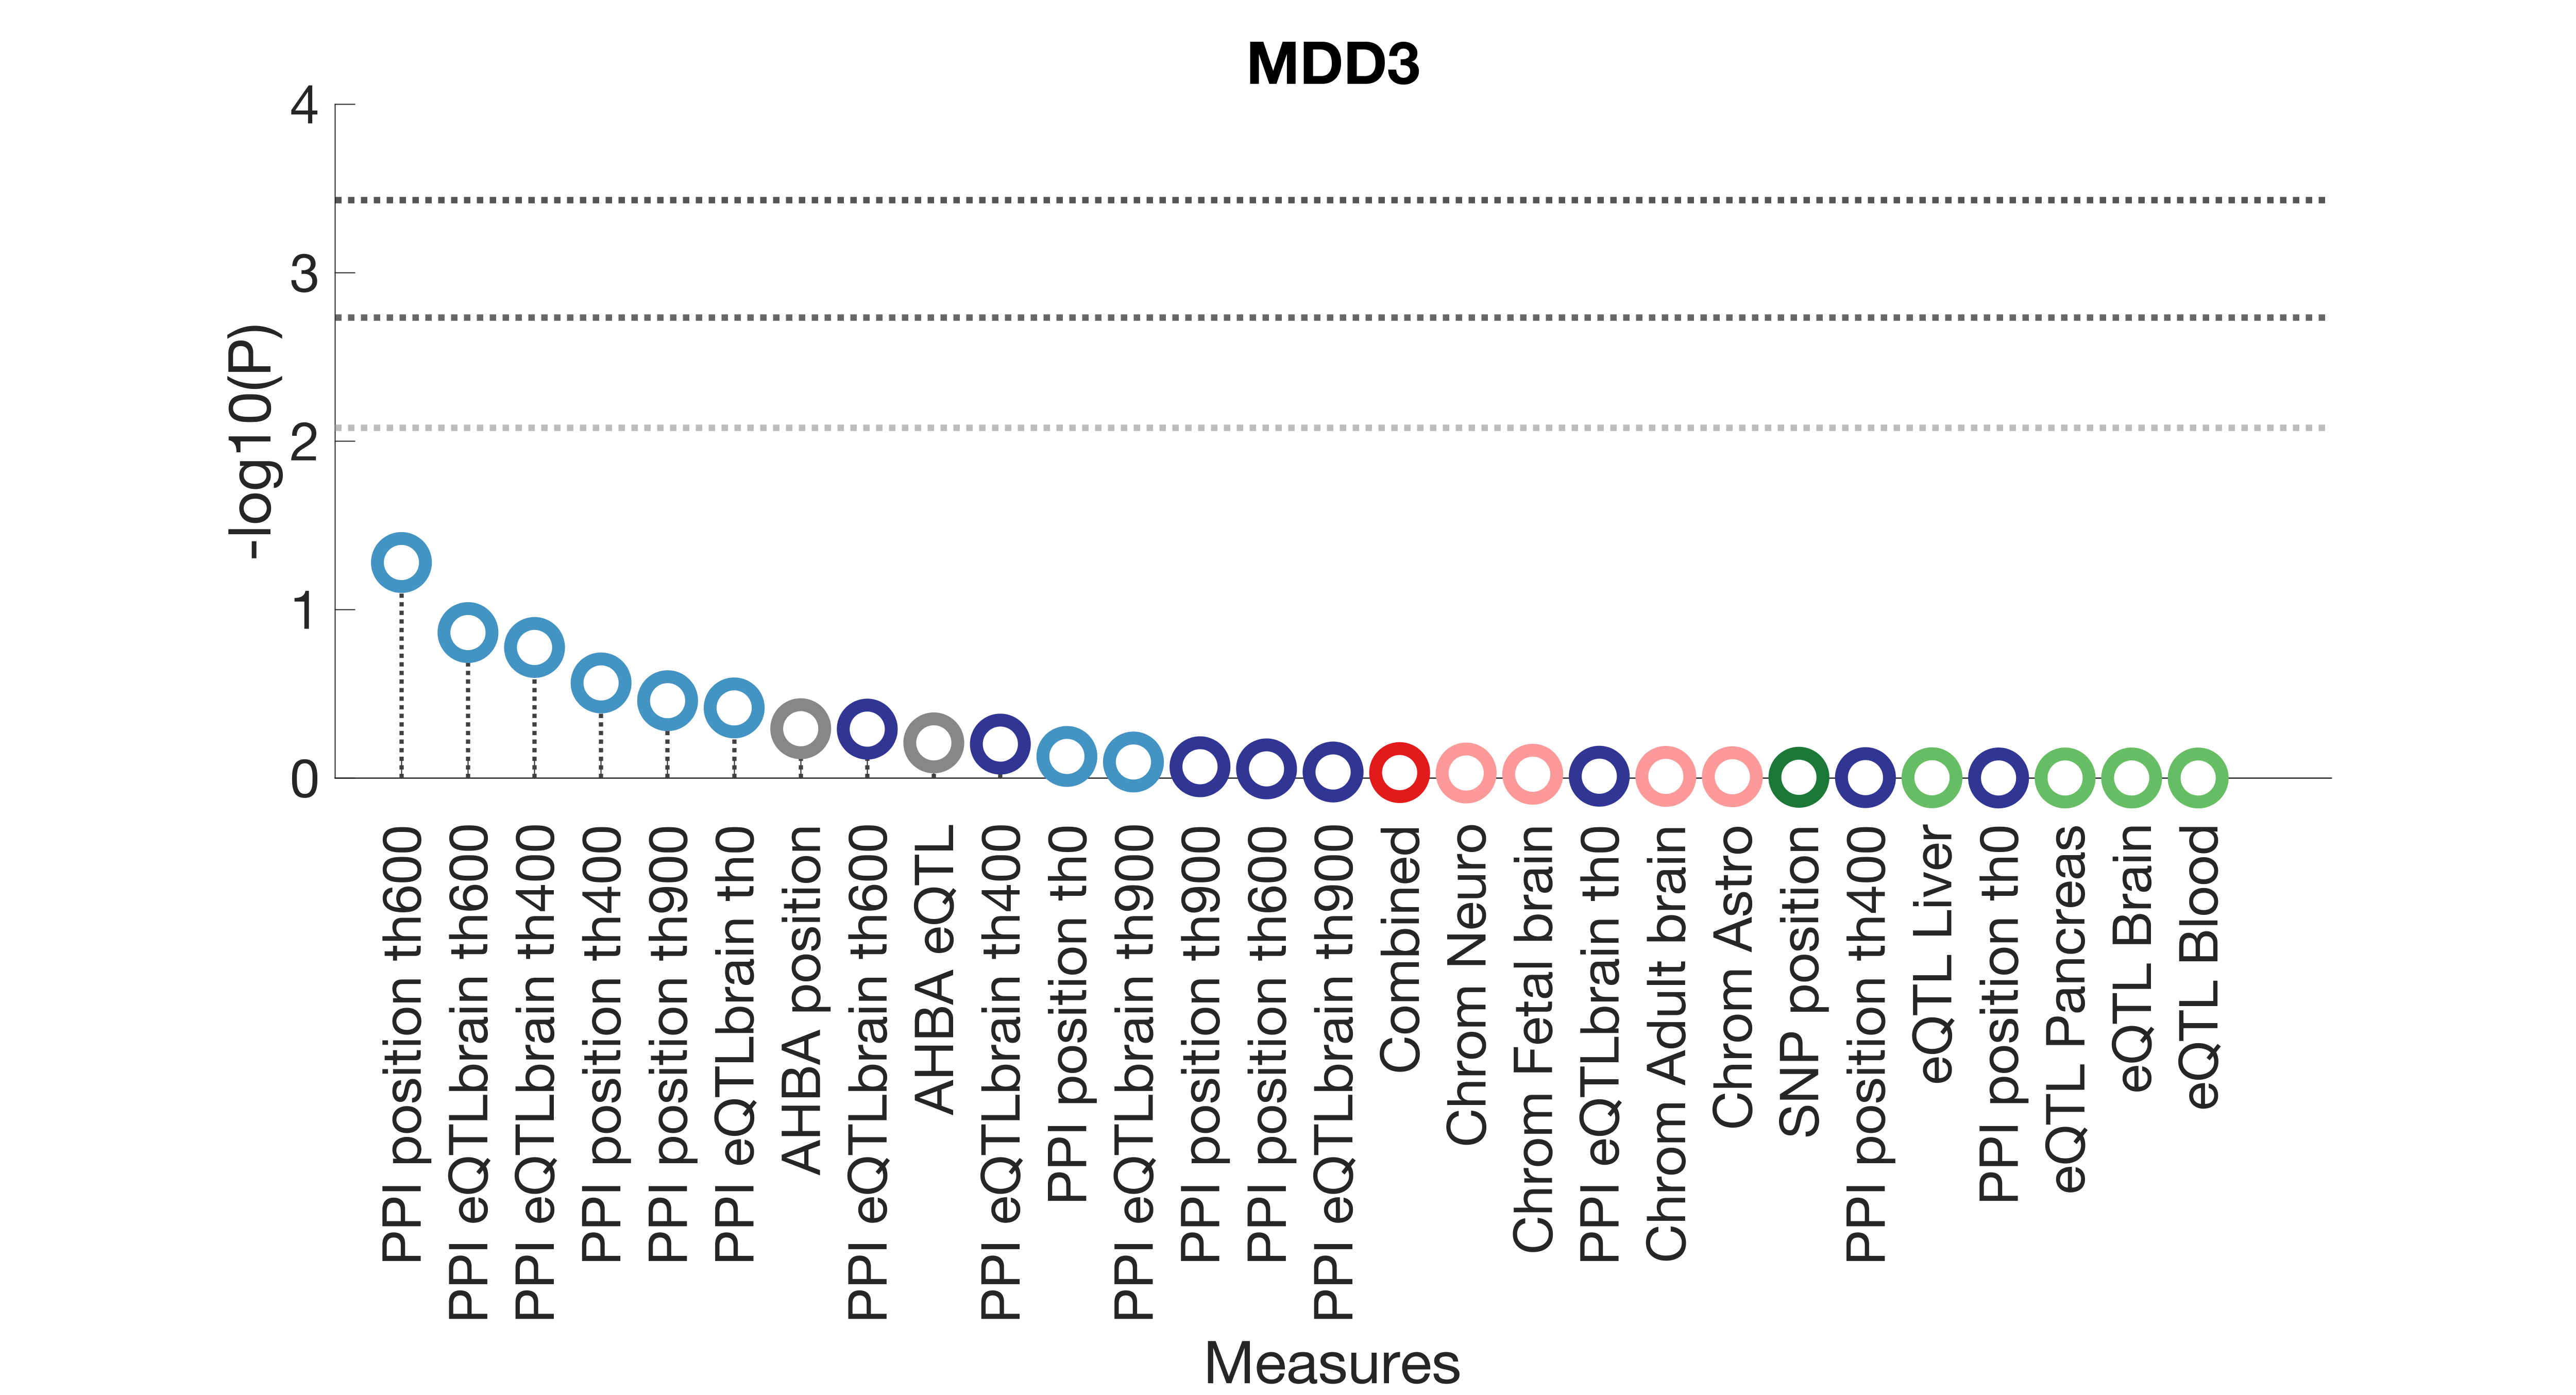 MDD3
4
3
2
1
0
-log10(P)
PPI position th600
PPI eQTLbrain th600
PPI eQTLbrain th400
PPI position th400
PPI position th900
PPI eQTLbrain th0
AHBA position
PPI eQTLbrain th600
AHBA eQTL
PPI eQTLbrain th400
PPI position th0
PPI eQTLbrain th900
PPI position th900
PPI position th600
PPI eQTLbrain th900
Combined
Chrom Neuro
Chrom Fetal brain
PPI eQTLbrain th0
Chrom Adult brain
Chrom Astro
SNP position
PPI position th400
eQTL Liver
PPI position th0
eQTL Pancreas
eQTL Brain
eQTL Blood
Measures